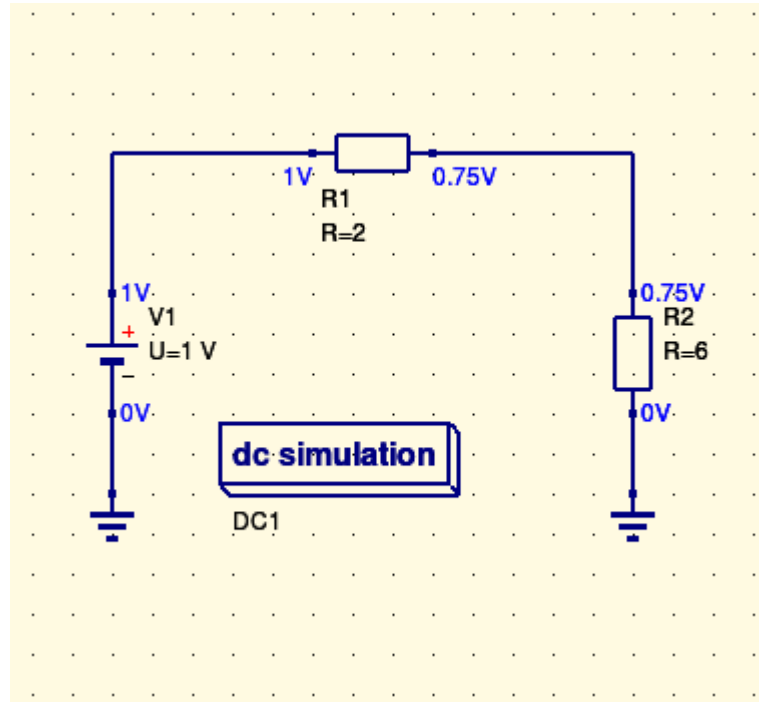 1V
0.75V
R1
R=2
1V
V1
+
U=1 V
−
0V
0.75V
R2
R=6
0V
dc simulation
DC1